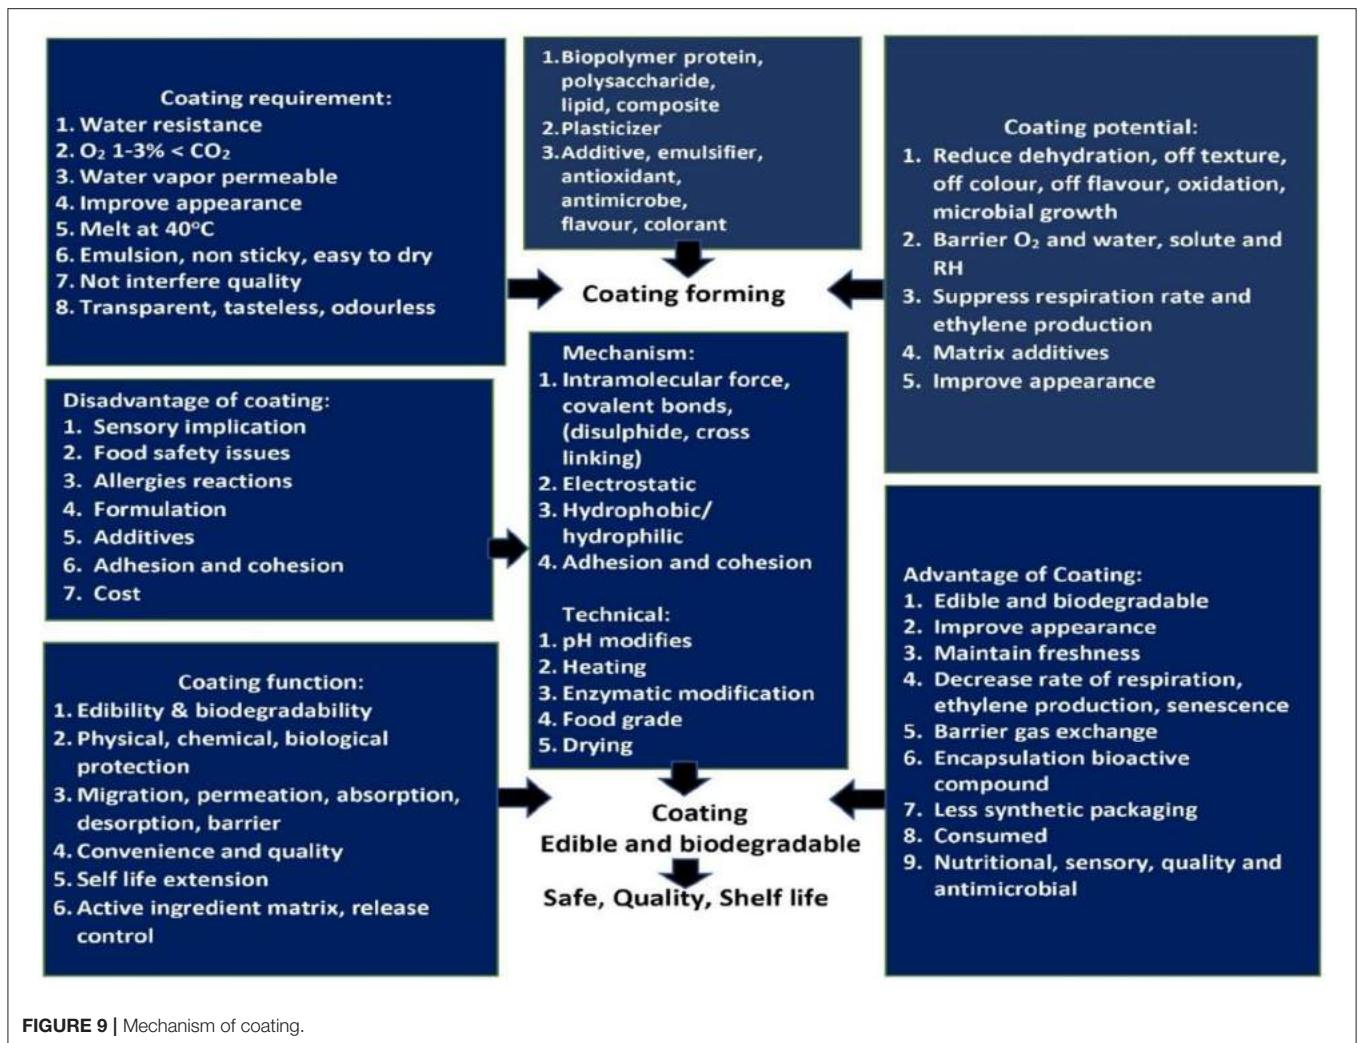 Coating requirement:
1. Water resistance
2. O₂ 1-3% < CO₂
3. Water vapor permeable
4. Improve appearance
5. Melt at 40°C
6. Emulsion, non sticky, easy to dry
7. Not interfere quality
8. Transparent, tasteless, odourless
1. Biopolymer protein,
polysaccharide,
lipid, composite
2. Plasticizer
3. Additive, emulsifier,
antioxidant,
antimicrobe,
flavour, colorant
Coating potential:
1. Reduce dehydration, off texture,
off colour, off flavour, oxidation,
microbial growth
2. Barrier O₂ and water, solute and
RH
3. Suppress respiration rate and
ethylene production
4. Matrix additives
5. Improve appearance
Coating forming
Disadvantage of coating:
1. Sensory implication
2. Food safety issues
3. Allergies reactions
4. Formulation
5. Additives
6. Adhesion and cohesion
7. Cost
Mechanism:
1. Intramolecular force,
covalent bonds,
(disulphide, cross
linking)
2. Electrostatic
3. Hydrophobic/
hydrophilic
4. Adhesion and cohesion
Technical:
1. pH modifies
2. Heating
3. Enzymatic modification
4. Food grade
5. Drying
Advantage of Coating:
1. Edible and biodegradable
2. Improve appearance
3. Maintain freshness
4. Decrease rate of respiration,
ethylene production, senescence
5. Barrier gas exchange
6. Encapsulation bioactive
compound
7. Less synthetic packaging
8. Consumed
9. Nutritional, sensory, quality and
antimicrobial
Coating function:
1. Edibility & biodegradability
2. Physical, chemical, biological
protection
3. Migration, permeation, absorption,
desorption, barrier
4. Convenience and quality
5. Self life extension
6. Active ingredient matrix, release
control
Coating
Edible and biodegradable
Safe, Quality, Shelf life
FIGURE 9 | Mechanism of coating.